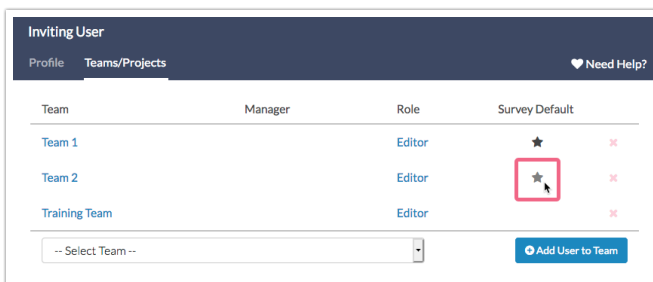 Inviting User
Profile Teams/Projects Need Help?
Team Manager Role Survey Default
Team 1 Editor
Team 2 Editor
Training Team Editor
-- Select Team -- Add User to Team